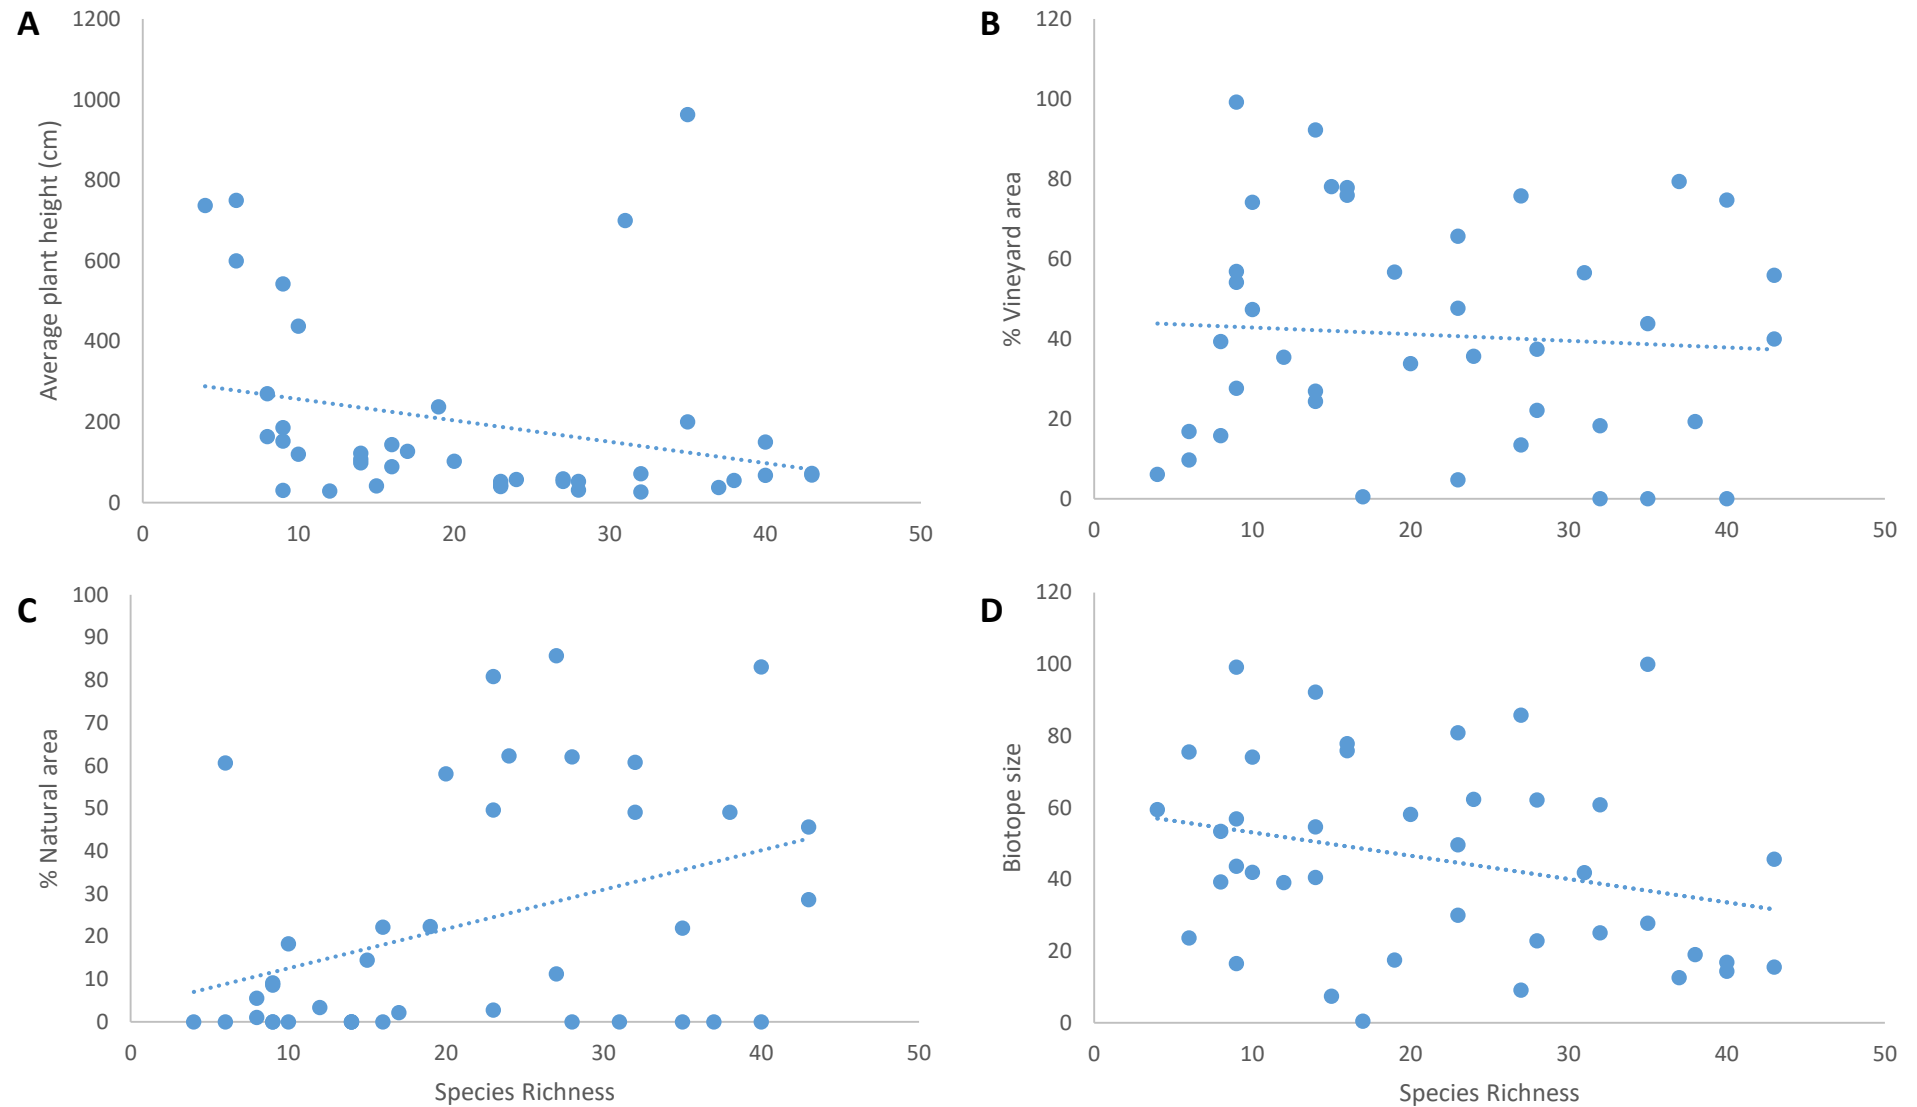 A
1200
1000
800
600
400
200
0
0 10 20 30 40 50
Average plant height (cm)
B
120
100
80
60
40
20
0
0 10 20 30 40 50
% Vineyard area
C
100
90
80
70
60
50
40
30
20
10
0
0 10 20 30 40 50
% Natural area
Species Richness
D
120
100
80
60
40
20
0
0 10 20 30 40 50
Biotope size
Species Richness